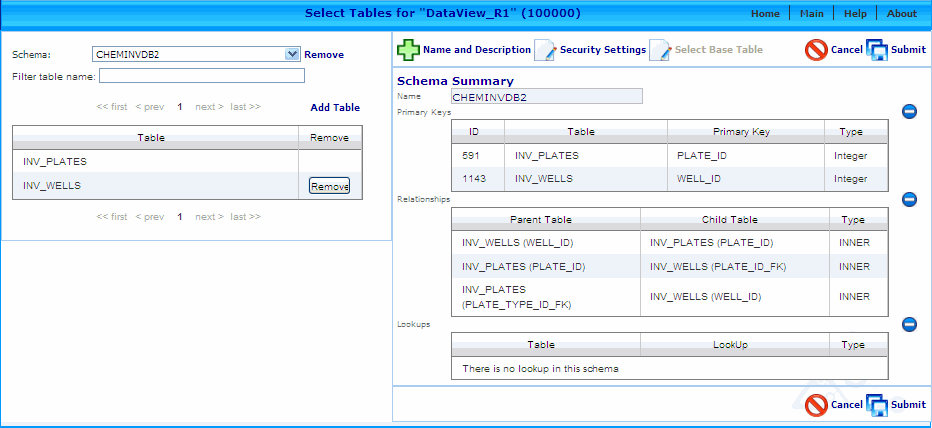 Select Tables for "DataView_R1" (100000)
Home Main Help About
Schema: CHEMINVDB2 Remove
Filter table name:
<< first < prev 1 next > last >> Add Table
Table Remove
INV_PLATES
INV_WELLS Remove
<< first < prev 1 next > last >>
Name and Description Security Settings Select Base Table Cancel Submit
Schema Summary
Name CHEMINVDB2
Primary Keys
ID Table Primary Key Type
591 INV_PLATES PLATE_ID Integer
1143 INV_WELLS WELL_ID Integer
Relationships
Parent Table Child Table Type
INV_WELLS (WELL_ID) INV_PLATES (PLATE_ID) INNER
INV_PLATES (PLATE_ID) INV_WELLS (PLATE_ID_FK) INNER
INV_PLATES
(PLATE_TYPE_ID_FK) INV_WELLS (WELL_ID) INNER
Lookups
Table LookUp Type
There is no lookup in this schema
Cancel Submit